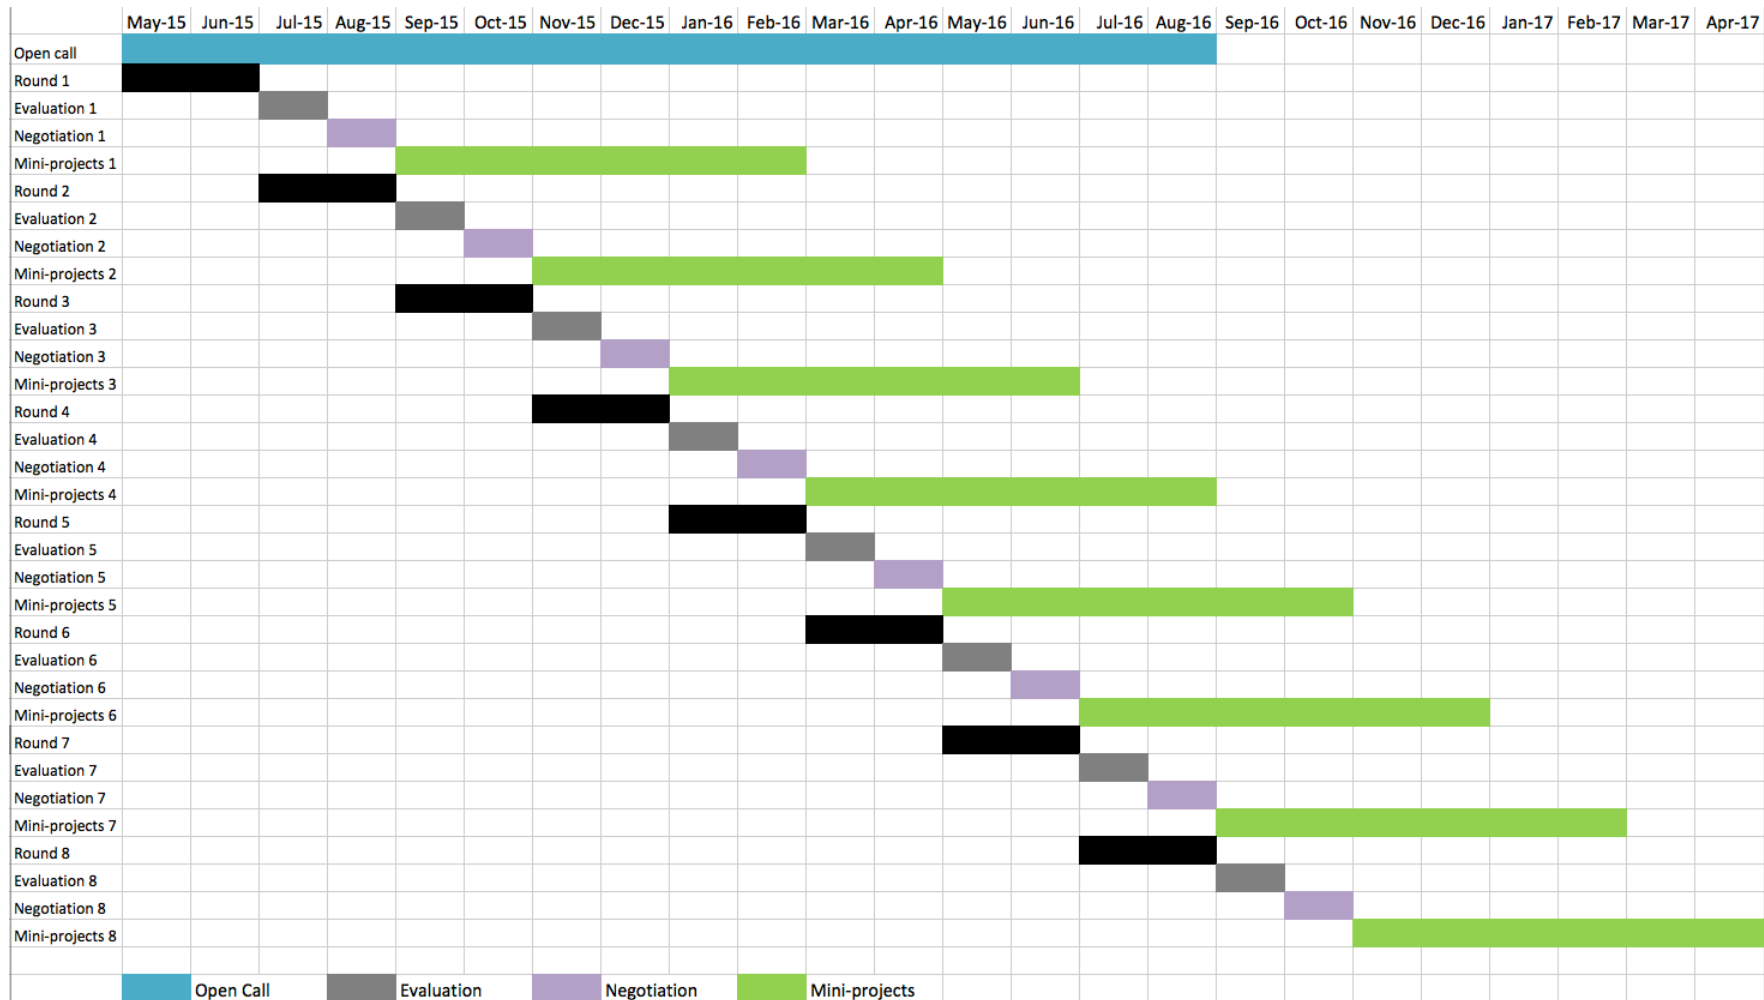 May-15 Jun-15 Jul-15 Aug-15 Sep-15 Oct-15 Nov-15 Dec-15 Jan-16 Feb-16 Mar-16 Apr-16 May-16 Jun-16 Jul-16 Aug-16 Sep-16 Oct-16 Nov-16 Dec-16 Jan-17 Feb-17 Mar-17 Apr-17
Open call
Round 1
Evaluation 1
Negotiation 1
Mini-projects 1
Round 2
Evaluation 2
Negotiation 2
Mini-projects 2
Round 3
Evaluation 3
Negotiation 3
Mini-projects 3
Round 4
Evaluation 4
Negotiation 4
Mini-projects 4
Round 5
Evaluation 5
Negotiation 5
Mini-projects 5
Round 6
Evaluation 6
Negotiation 6
Mini-projects 6
Round 7
Evaluation 7
Negotiation 7
Mini-projects 7
Round 8
Evaluation 8
Negotiation 8
Mini-projects 8
Open Call Evaluation Negotiation Mini-projects